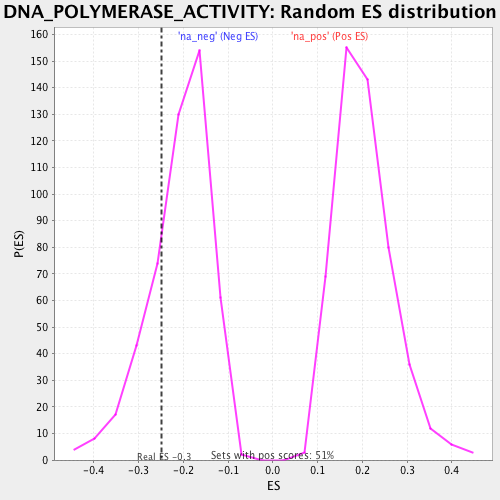 DNA_POLYMERASE_ACTIVITY: Random ES distribution
'na_neg' (Neg ES) 'na_pos' (Pos ES)
160
150
140
130
120
110
100
90
80
70
60
50
40
30
20
10
0
P(ES)
Real ES -0.3 Sets with pos scores: 51%
-0.4 -0.3 -0.2 -0.1 0.0 0.1 0.2 0.3 0.4
ES